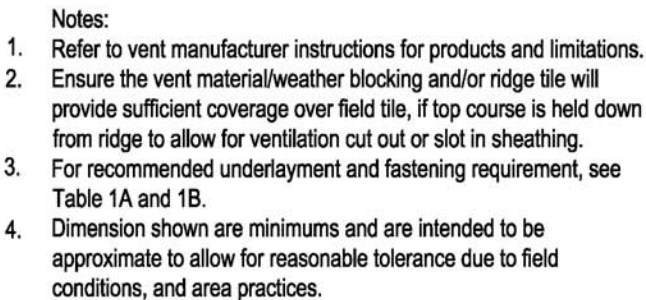 Notes:
1. Refer to vent manufacturer instructions for products and limitations.
2. Ensure the vent material/weather blocking and/or ridge tile will
provide sufficient coverage over field tile, if top course is held down
from ridge to allow for ventilation cut out or slot in sheathing.
3. For recommended underlayment and fastening requirement, see
Table 1A and 1B.
4. Dimension shown are minimums and are intended to be
approximate to allow for reasonable tolerance due to field
conditions, and area practices.